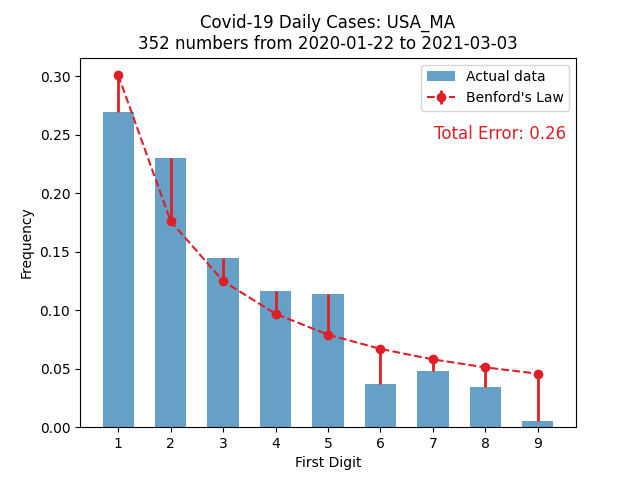 Covid-19 Daily Cases: USA_MA
352 numbers from 2020-01-22 to 2021-03-03
Actual data
Benford's Law
Total Error: 0.26
Frequency
0.30
0.25
0.20
0.15
0.10
0.05
0.00
1 2 3 4 5 6 7 8 9
First Digit